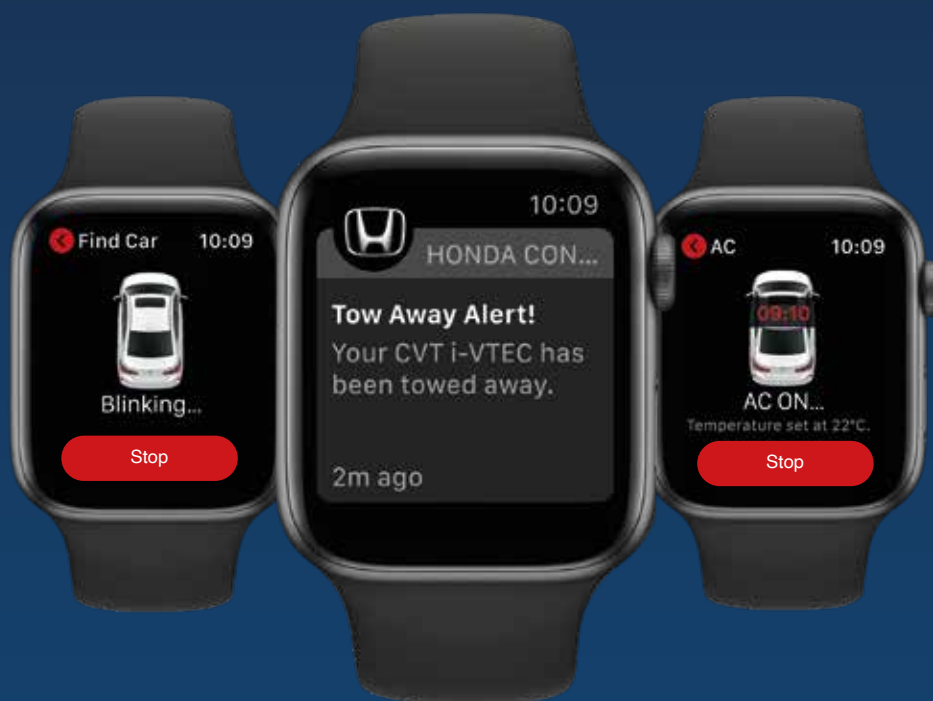 Find Car 10:09
Blinking...
Stop
10:09
HONDA CON...
Tow Away Alert!
Your CVT i-VTEC has
been towed away.
2m ago
AC 10:09
09:10
AC ON...
Temperature set at 22°C.
Stop